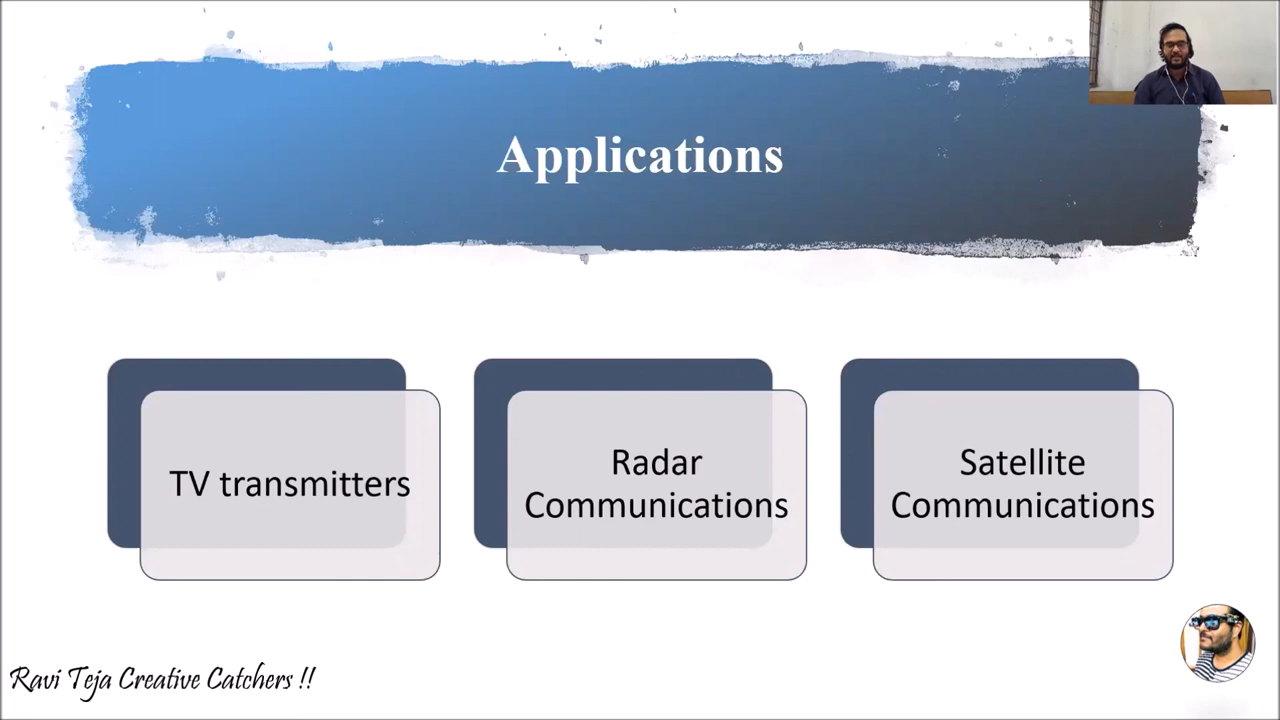 Applications
TV transmitters
Radar
Communications
Satellite
Communications
Ravi Teja Creative Catchers !!